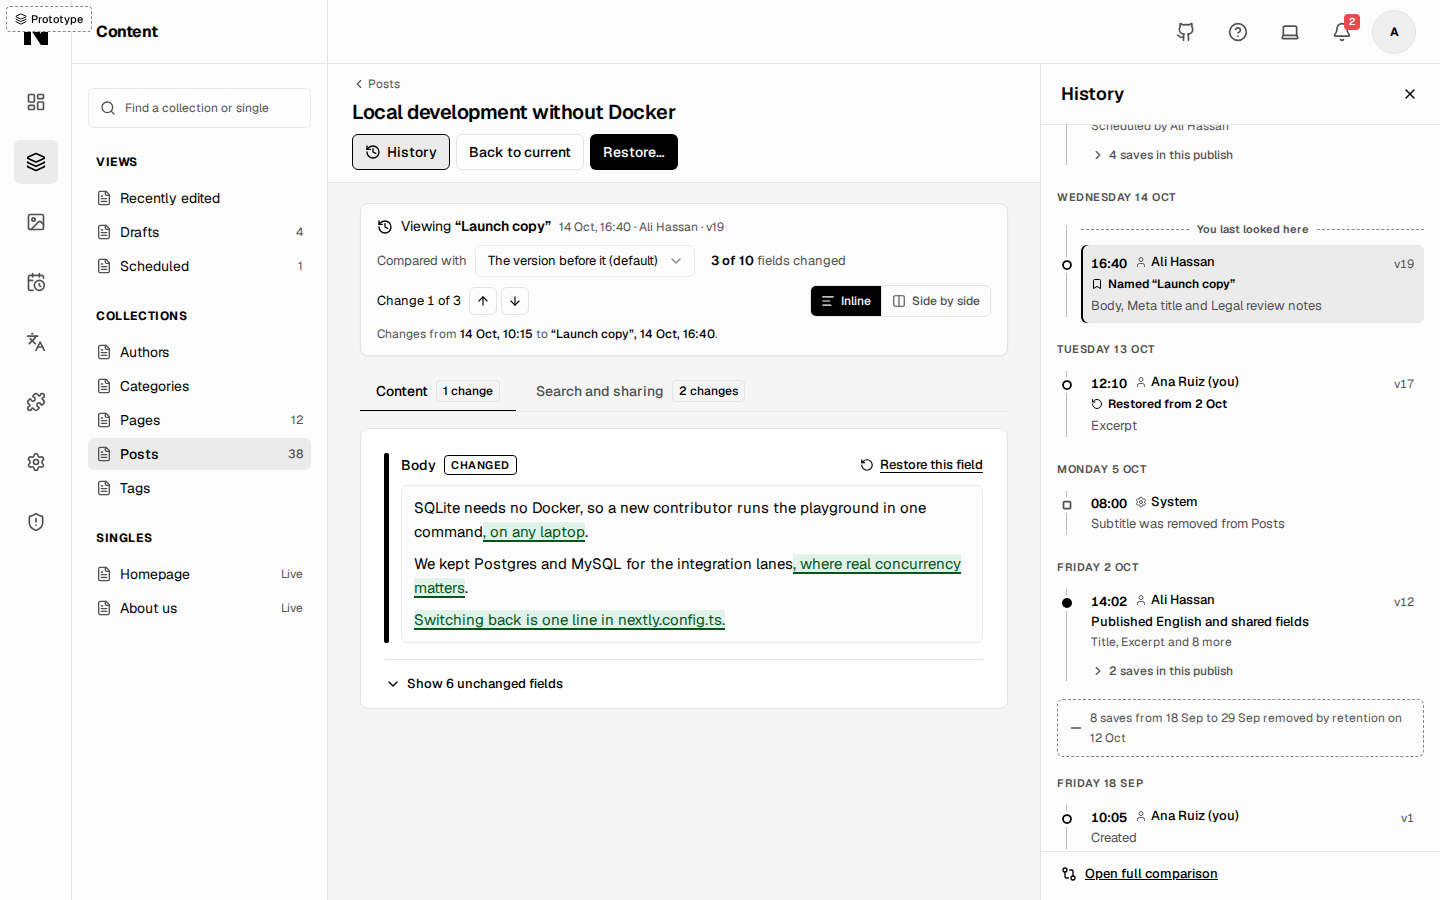 Prototype
Content
2
A
Find a collection or single
VIEWS
Recently edited
Drafts 4
Scheduled 1
COLLECTIONS
Authors
Categories
Pages 12
Posts 38
Tags
SINGLES
Homepage Live
About us Live
Posts
Local development without Docker
History
Back to current
Restore...
Viewing “Launch copy” 14 Oct, 16:40 · Ali Hassan · v19
Compared with The version before it (default) 3 of 10 fields changed
Change 1 of 3
Inline
Side by side
Changes from 14 Oct, 10:15 to “Launch copy”, 14 Oct, 16:40.
Content 1 change
Search and sharing 2 changes
Body CHANGED
Restore this field
SQLite needs no Docker, so a new contributor runs the playground in one
command, on any laptop.
We kept Postgres and MySQL for the integration lanes, where real concurrency
matters.
Switching back is one line in nextly.config.ts.
Show 6 unchanged fields
History
Scheduled by Ali Hassan
4 saves in this publish
WEDNESDAY 14 OCT
You last looked here
16:40 Ali Hassan v19
Named “Launch copy”
Body, Meta title and Legal review notes
TUESDAY 13 OCT
12:10 Ana Ruiz (you) v17
Restored from 2 Oct
Excerpt
MONDAY 5 OCT
08:00 System
Subtitle was removed from Posts
FRIDAY 2 OCT
14:02 Ali Hassan v12
Published English and shared fields
Title, Excerpt and 8 more
2 saves in this publish
8 saves from 18 Sep to 29 Sep removed by retention on
12 Oct
FRIDAY 18 SEP
10:05 Ana Ruiz (you) v1
Created
Open full comparison